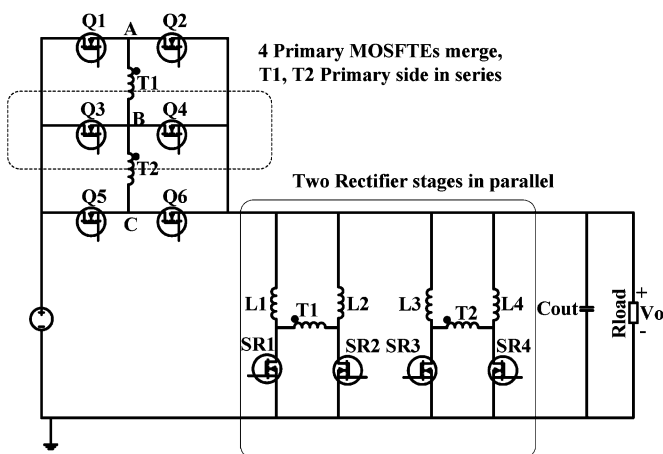 Q1 A Q2
4 Primary MOSFTEs merge,
T1, T2 Primary side in series
T1
Q3 B Q4
T2
Two Rectifier stages in parallel
Q5 C Q6
L1 T1 L2 L3 T2 L4 Cout Rload + Vo -
SR1 SR2 SR3 SR4